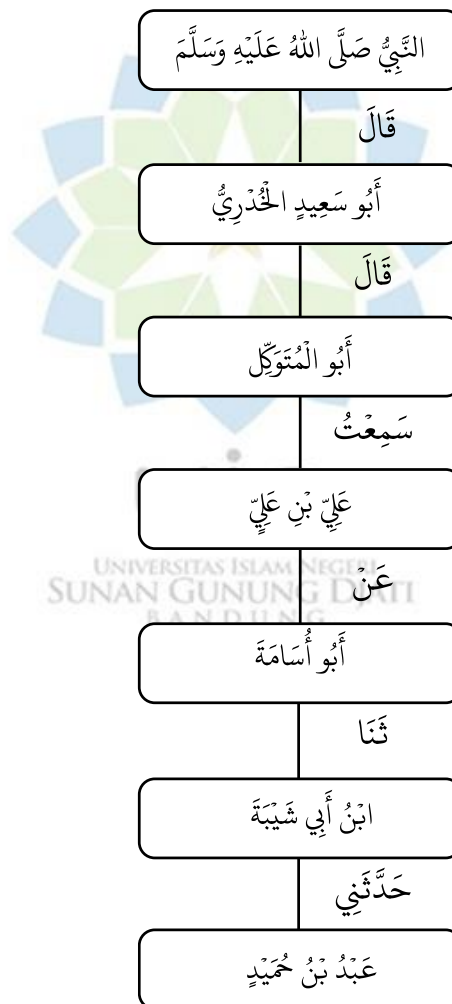 النَّبِيُّ صَلَّى اللهُ عَلَيْهِ وَسَلَّمَ
قَالَ
أَبُو سَعِيدٍ الْخُدْرِيُّ
قَالَ
أَبُو الْمُتَوَكِّل
سَمِعْتُ
عَلِيّ بْنِ عَلِيٍّ
UNIVERSITAS ISLAM NEGERI
عَنْ
SUNAN GUNUNG DJATI
BANDUNG
أَبُو أُسَامَةَ
ثَنَا
ابْنُ أَبِي شَيْبَةَ
حَدَّثَنِي
عَبْدُ بْنُ حُمَيْدٍ